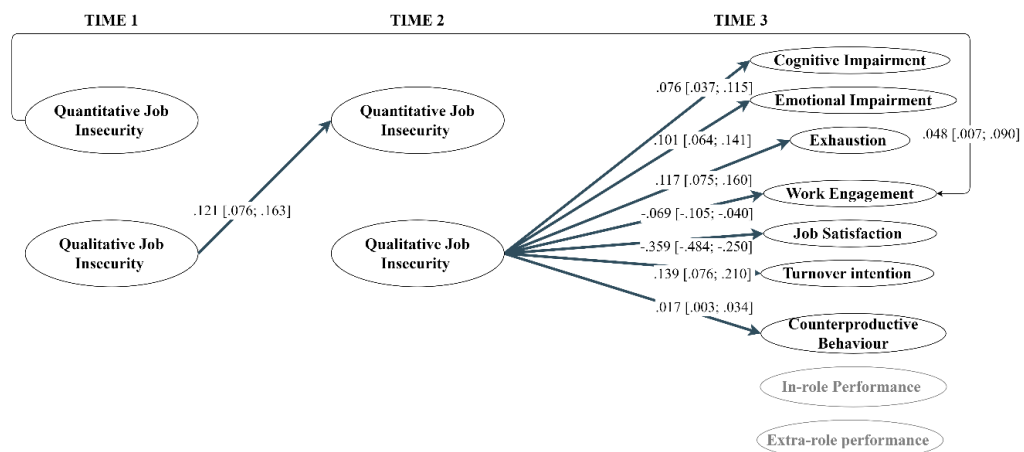 TIME 1
TIME 2
TIME 3
Quantitative Job
Insecurity
Quantitative Job
Insecurity
Qualitative Job
Insecurity
Qualitative Job
Insecurity
.121 [.076; .163]
Cognitive Impairment
.076 [.037; .115]
Emotional Impairment
.101 [.064; .141]
Exhaustion
.048 [.007; .090]
.117 [.075; .160]
Work Engagement
-.069 [-.105; -.040]
Job Satisfaction
-.359 [-.484; -.250]
Turnover intention
.139 [.076; .210]
.017 [.003; .034]
Counterproductive
Behaviour
In-role Performance
Extra-role performance